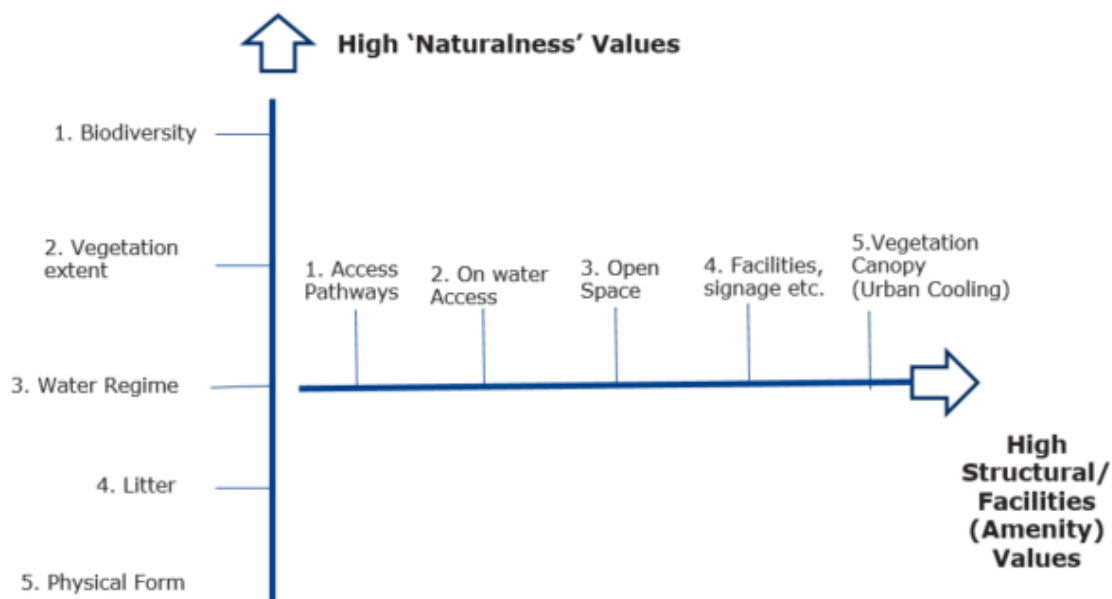 High ‘Naturalness’ Values
1. Biodiversity
2. Vegetation
extent
1. Access
Pathways
2. On water
Access
3. Open
Space
4. Facilities,
signage etc.
5.Vegetation
Canopy
(Urban Cooling)
3. Water Regime
4. Litter
5. Physical Form
High
Structural/
Facilities
(Amenity)
Values